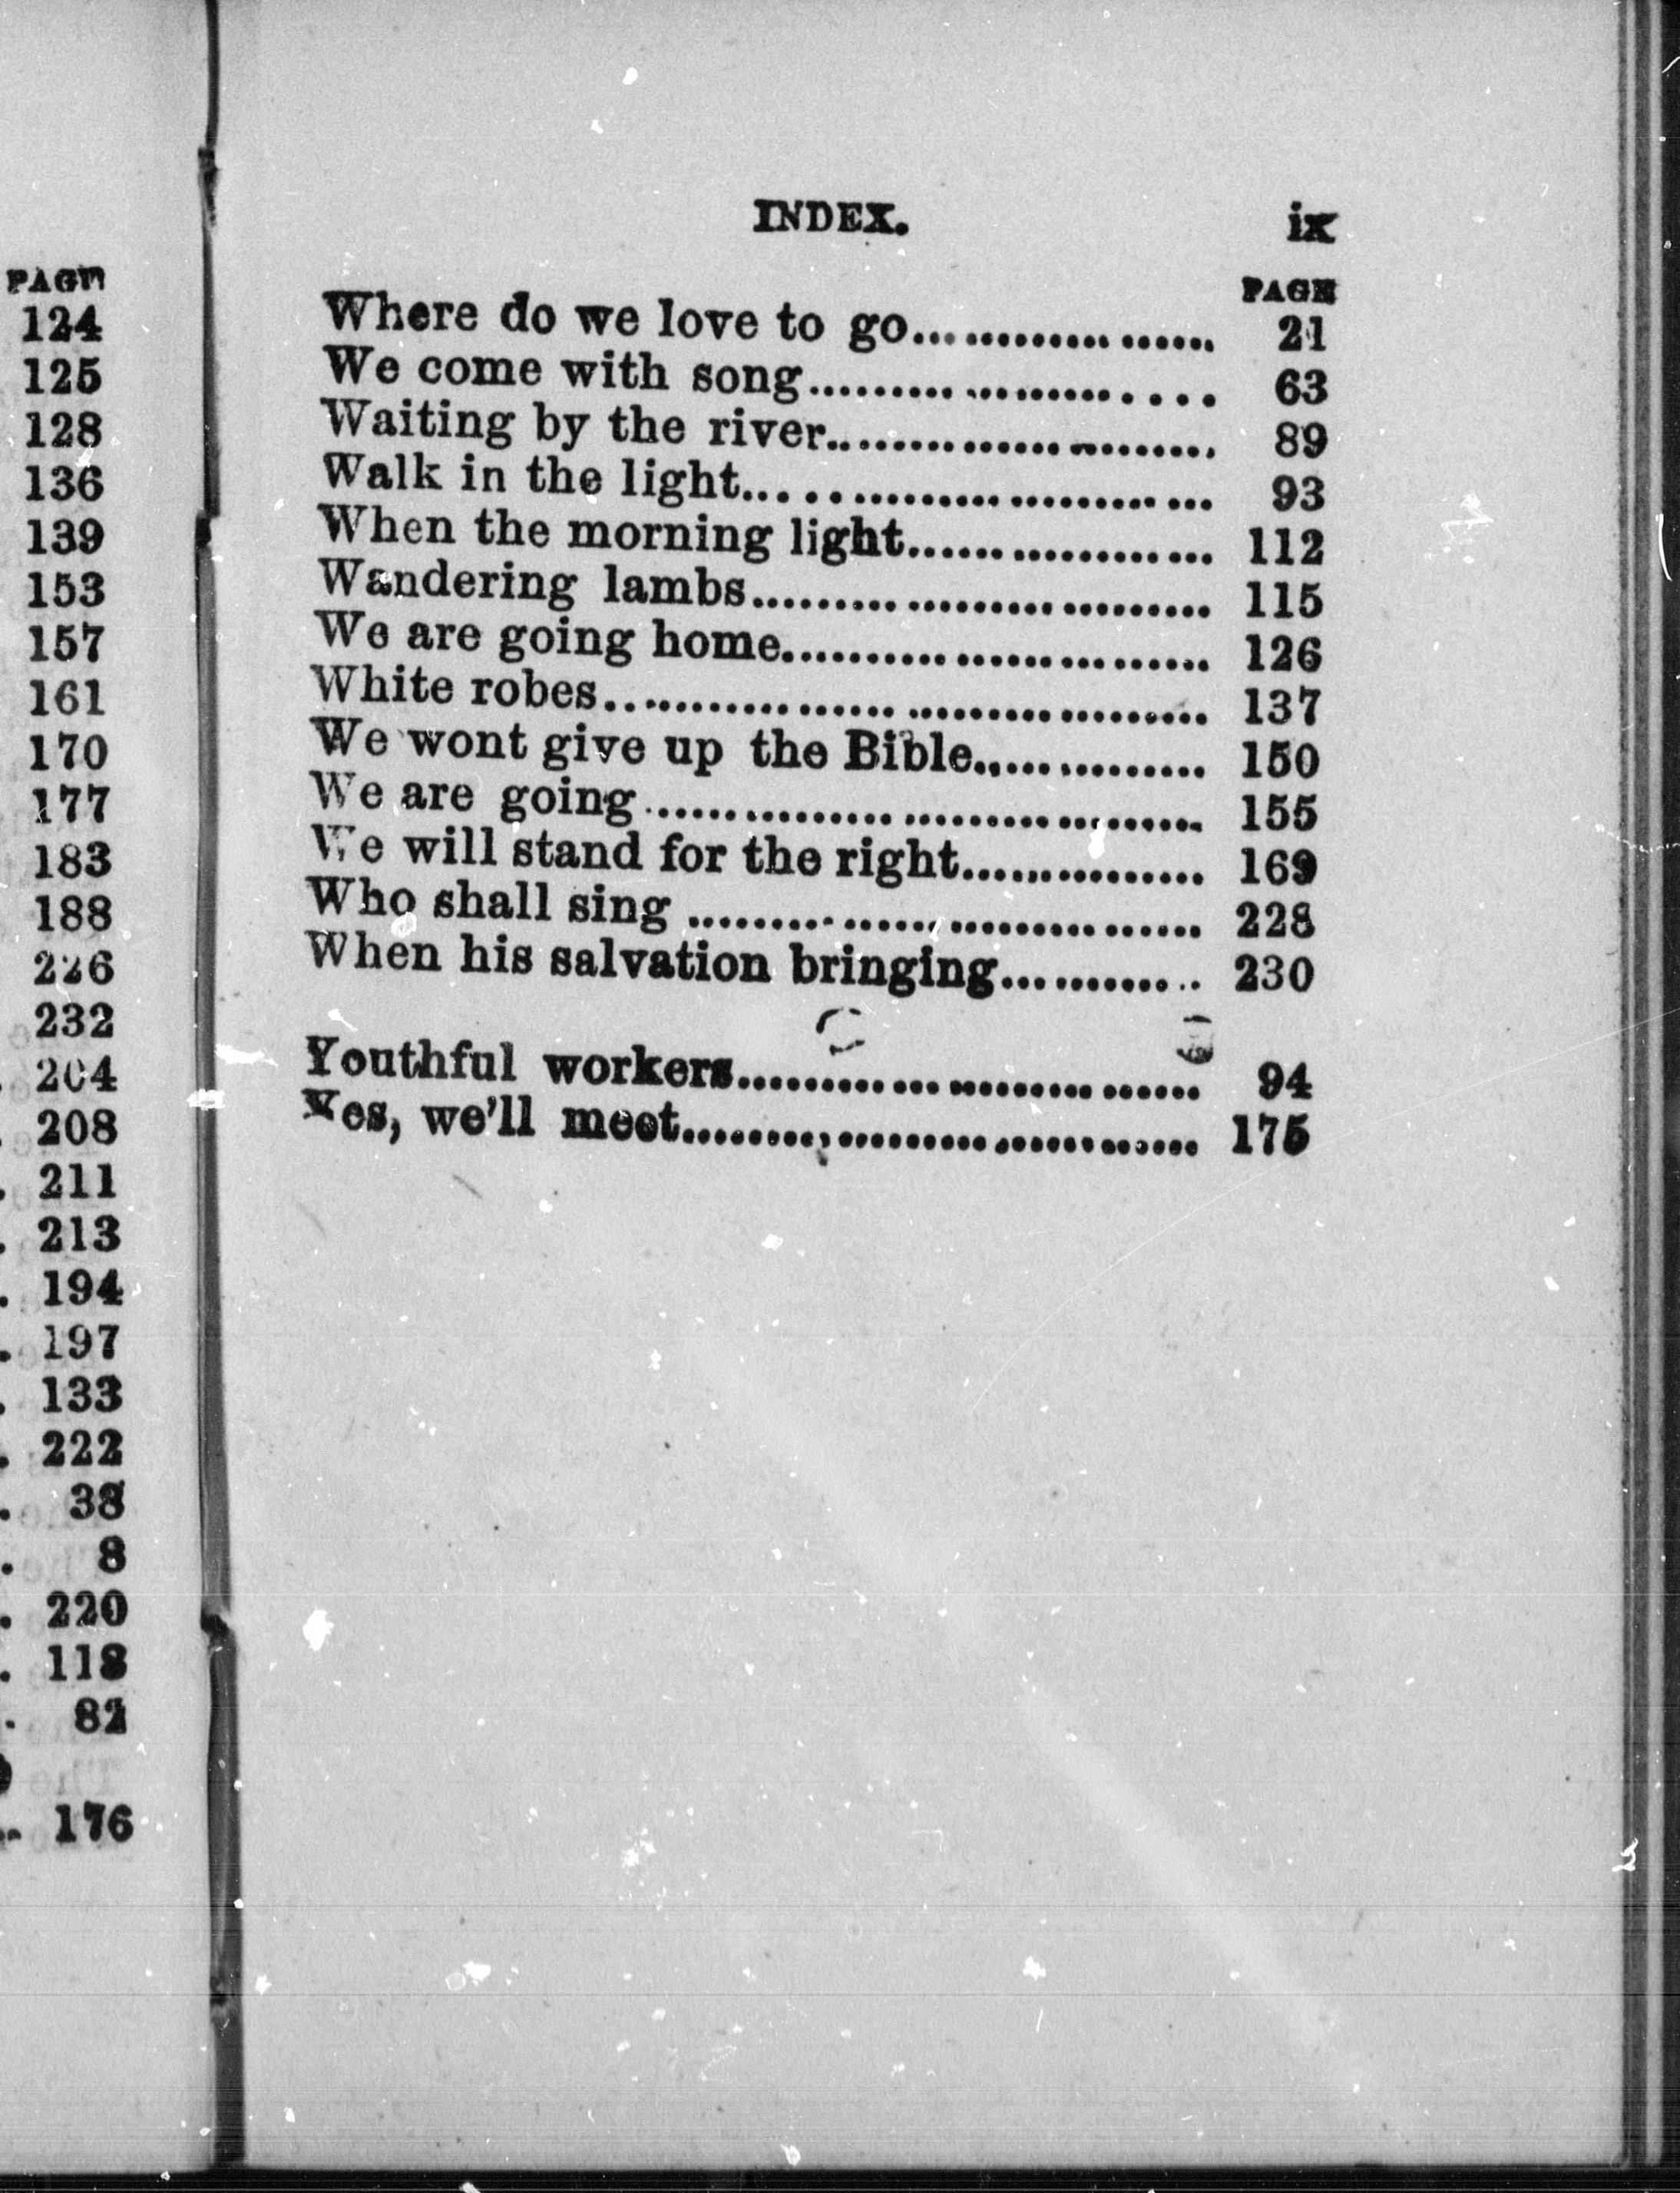 PAGE
124
125
128
136
139
153
157
161
170
177
183
188
226
232
. 204
. 208
. 211
. 213
. 194
. 197
. 133
. 222
. 38
. 8
. 220
. 118
. 82
.. 176
INDEX. ix
PAGE
Where do we love to go........................ 21
We come with song........................ 63
Waiting by the river........................ 89
Walk in the light........................ 93
When the morning light........................ 112
Wandering lambs........................ 115
We are going home........................ 126
White robes........................ 137
We wont give up the Bible................ 150
We are going........................ 155
We will stand for the right................ 169
Who shall sing ........................ 228
When his salvation bringing............ 230
Youthful workers........................ 94
Yes, we'll meet........................ 175